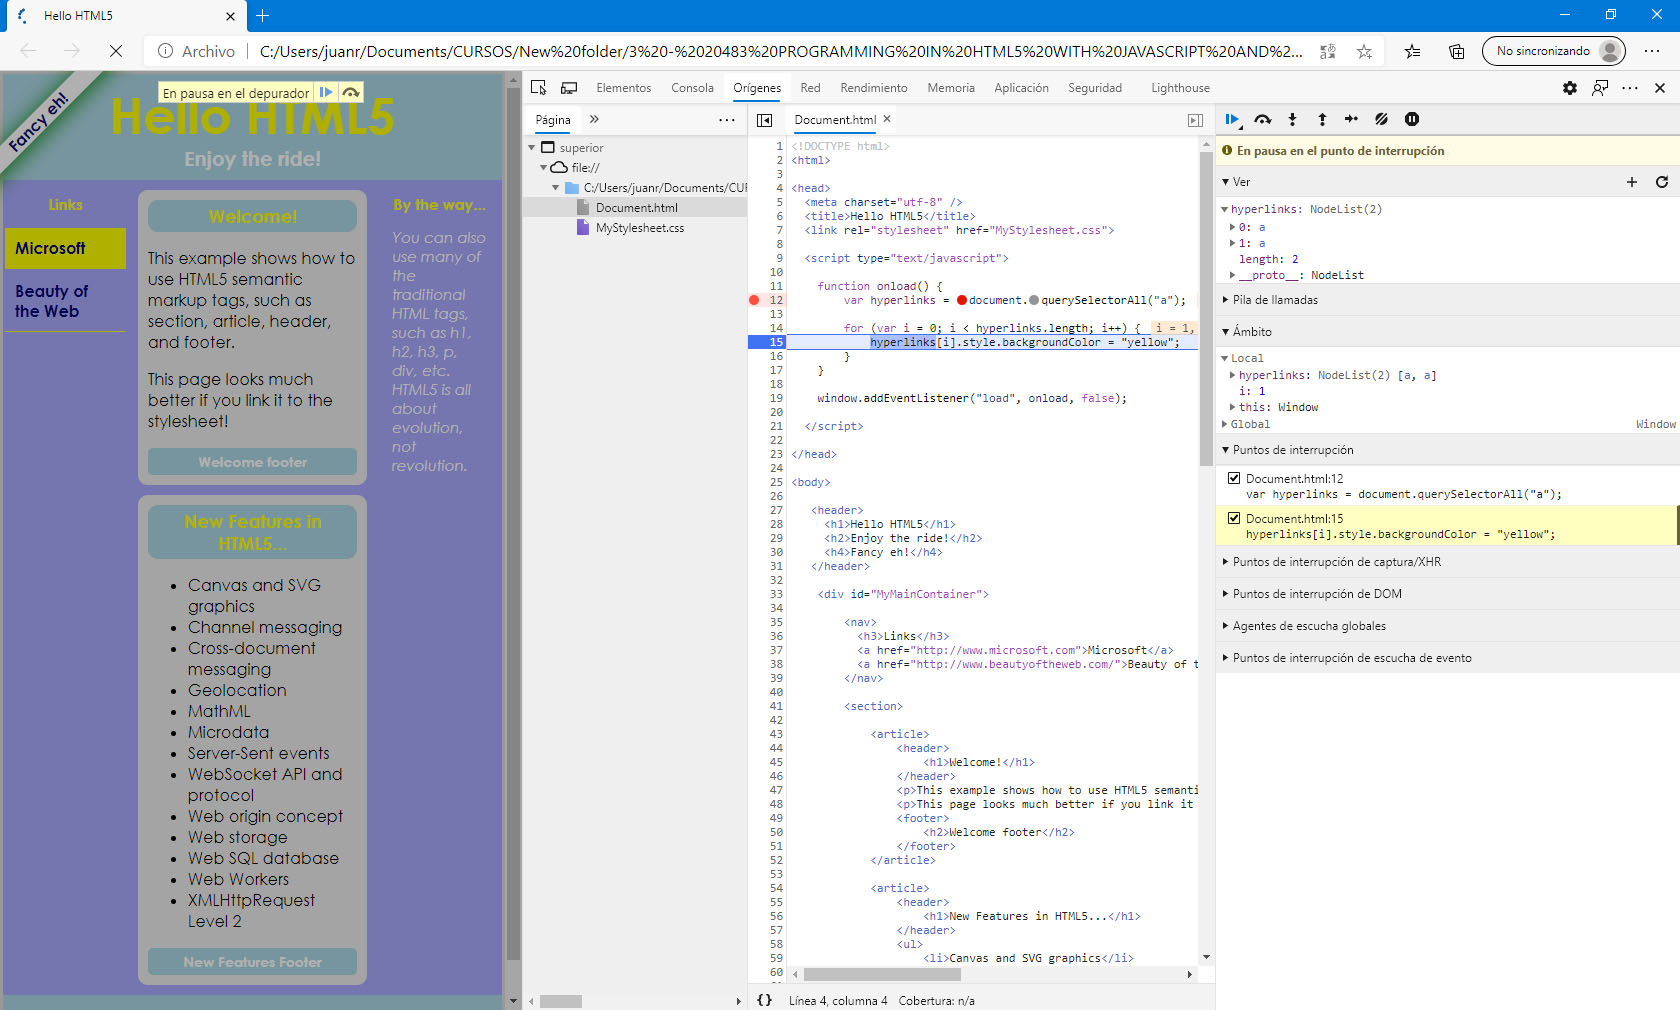 Hello HTML5
Archivo
C:/Users/juanr/Documents/CURSOS/New%20folder/3%20-%2020483%20PROGRAMMING%20IN%20HTML5%20WITH%20JAVASCRIPT%20AND%2...
No sincronizando
En pausa en el depurador
Fancy eh!
Hello HTML5
Enjoy the ride!
Links
Microsoft
Beauty of
the Web
Welcome!
This example shows how to
use HTML5 semantic
markup tags, such as
section, article, header,
and footer.
This page looks much
better if you link it to the
stylesheet!
Welcome footer
New Features in
HTML5...
Canvas and SVG
graphics
Channel messaging
Cross-document
messaging
Geolocation
MathML
Microdata
Server-Sent events
WebSocket API and
protocol
Web origin concept
Web storage
Web SQL database
Web Workers
XMLHttpRequest
Level 2
New Features Footer
By the way...
You can also
use many of
the
traditional
HTML tags,
such as h1,
h2, h3, p,
div, etc.
HTML5 is all
about
evolution,
not
revolution.
Elementos Consola Orígenes Red Rendimiento Memoria Aplicación Seguridad Lighthouse
Página
superior
file://
C:/Users/juanr/Documents/CUR
Document.html
MyStylesheet.css
Document.html
1 <!DOCTYPE html>
2 <html>
3
4 <head>
5 <meta charset="utf-8" />
6 <title>Hello HTML5</title>
7 <link rel="stylesheet" href="MyStylesheet.css">
8
9 <script type="text/javascript">
10
11 function onload() {
12 var hyperlinks = document.querySelectorAll("a");
13
14 for (var i = 0; i < hyperlinks.length; i++) { i = 1,
15 hyperlinks[i].style.backgroundColor = "yellow";
16 }
17 }
18
19 window.addEventListener("load", onload, false);
20
21 </script>
22
23 </head>
24
25 <body>
26
27 <header>
28 <h1>Hello HTML5</h1>
29 <h2>Enjoy the ride!</h2>
30 <h4>Fancy eh!</h4>
31 </header>
32
33 <div id="MyMainContainer">
34
35 <nav>
36 <h3>Links</h3>
37 <a href="http://www.microsoft.com">Microsoft</a>
38 <a href="http://www.beautyoftheweb.com/">Beauty of t
39 </nav>
40
41 <section>
42
43 <article>
44 <header>
45 <h1>Welcome!</h1>
46 </header>
47 <p>This example shows how to use HTML5 semanti
48 <p>This page looks much better if you link it
49 <footer>
50 <h2>Welcome footer</h2>
51 </footer>
52 </article>
53
54 <article>
55 <header>
56 <h1>New Features in HTML5...</h1>
57 </header>
58 <ul>
59 <li>Canvas and SVG graphics</li>
60
{} Línea 4, columna 4 Cobertura: n/a
En pausa en el punto de interrupción
Ver
hyperlinks: NodeList(2)
0: a
1: a
length: 2
__proto__: NodeList
Pila de llamadas
Ámbito
Local
hyperlinks: NodeList(2) [a, a]
i: 1
this: Window
Global Window
Puntos de interrupción
Document.html:12
var hyperlinks = document.querySelectorAll("a");
Document.html:15
hyperlinks[i].style.backgroundColor = "yellow";
Puntos de interrupción de captura/XHR
Puntos de interrupción de DOM
Agentes de escucha globales
Puntos de interrupción de escucha de evento